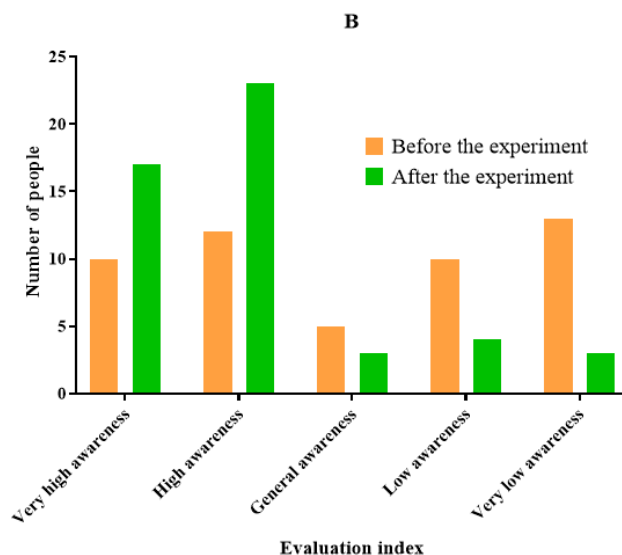 B
25
20
15
10
5
0
Number of people
Before the experiment
After the experiment
Very high awareness
High awareness
General awareness
Low awareness
Very low awareness
Evaluation index